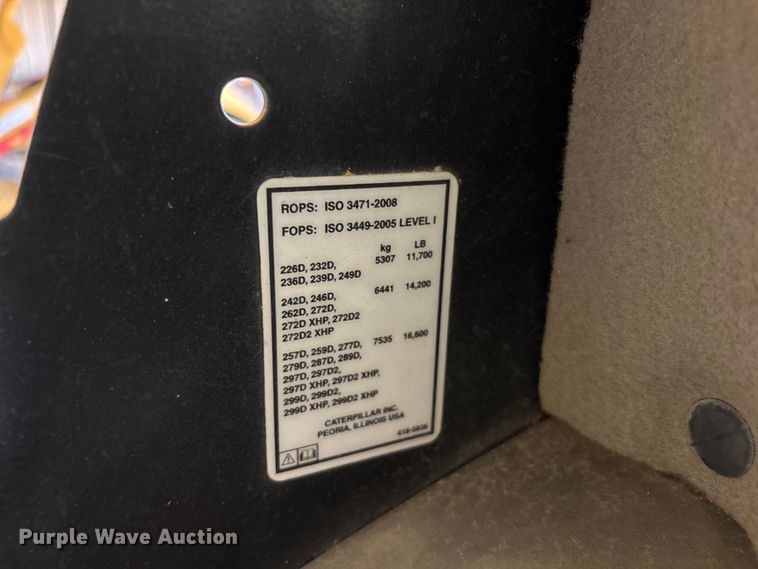 ROPS: ISO 3471-2008
FOPS: ISO 3449-2005 LEVEL I
kg LB
226D, 232D, 5307 11,700
236D, 239D, 249D
242D, 246D, 6441 14,200
262D, 272D,
272D XHP, 272D2
272D2 XHP
257D, 259D, 277D, 7535 16,600
279D, 287D, 289D,
297D, 297D2,
297D XHP, 297D2 XHP,
299D, 299D2,
299D XHP, 299D2 XHP
CATERPILLAR INC.
PEORIA, ILLINOIS USA
418-5836
Purple Wave Auction